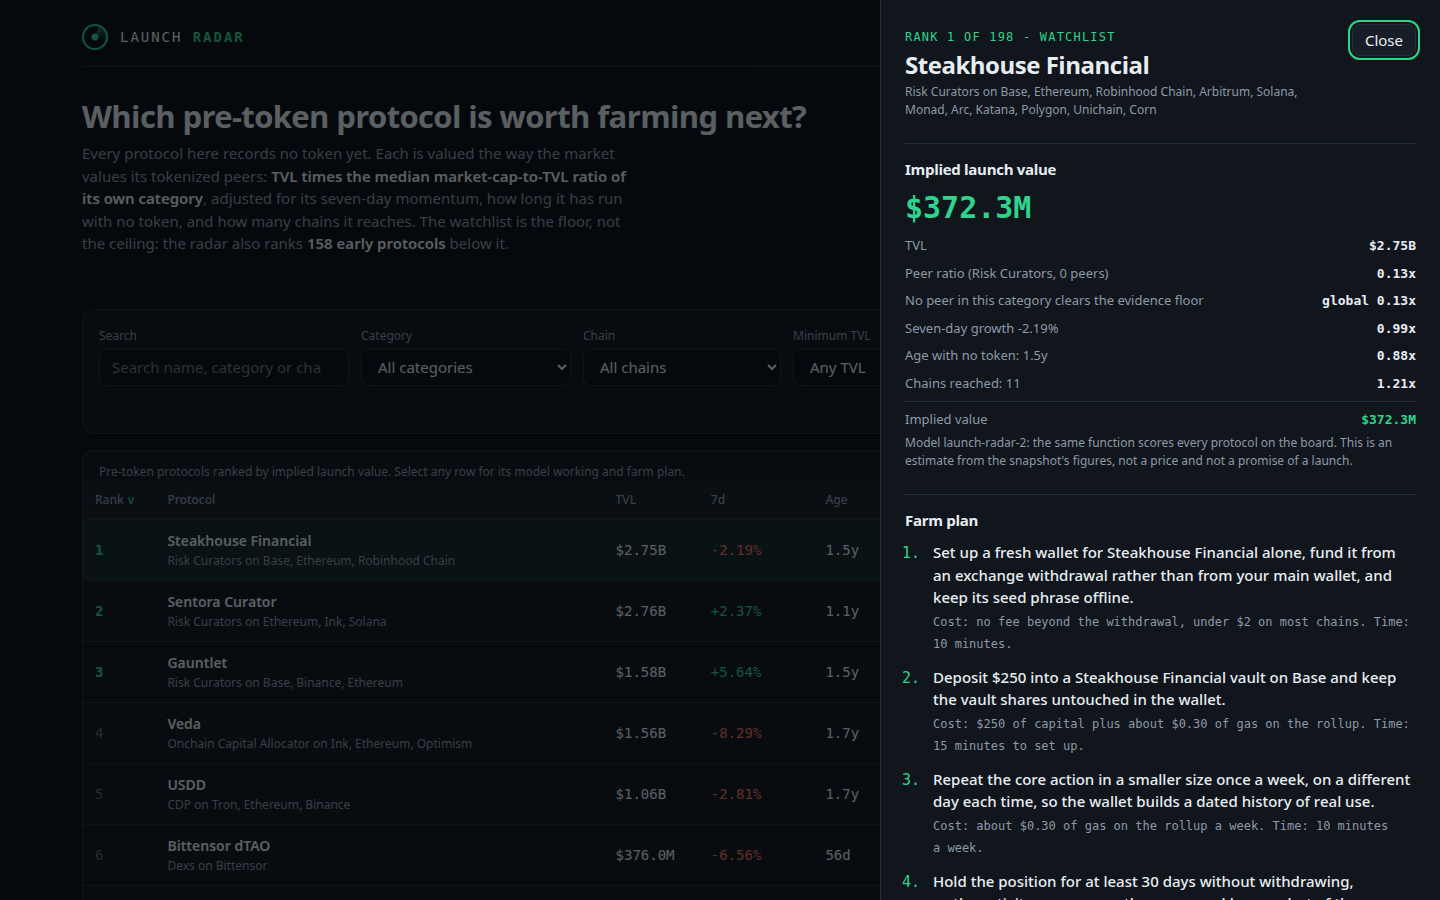 LAUNCH RADAR
Which pre-token protocol is worth farming next?
Every protocol here records no token yet. Each is valued the way the market
values its tokenized peers: TVL times the median market-cap-to-TVL ratio of
its own category, adjusted for its seven-day momentum, how long it has run
with no token, and how many chains it reaches. The watchlist is the floor, not
the ceiling: the radar also ranks 158 early protocols below it.
Search
Category
Chain
Minimum TVL
Search name, category or cha
All categories
All chains
Any TVL
Pre-token protocols ranked by implied launch value. Select any row for its model working and farm plan.
Rank v Protocol TVL 7d Age
1 Steakhouse Financial $2.75B -2.19% 1.5y
Risk Curators on Base, Ethereum, Robinhood Chain
2 Sentora Curator $2.76B +2.37% 1.1y
Risk Curators on Ethereum, Ink, Solana
3 Gauntlet $1.58B +5.64% 1.5y
Risk Curators on Base, Binance, Ethereum
4 Veda $1.56B -8.29% 1.7y
Onchain Capital Allocator on Ink, Ethereum, Optimism
5 USDD $1.06B -2.81% 1.7y
CDP on Tron, Ethereum, Binance
6 Bittensor dTAO $376.0M -6.56% 56d
Dexs on Bittensor
RANK 1 OF 198 - WATCHLIST
Close
Steakhouse Financial
Risk Curators on Base, Ethereum, Robinhood Chain, Arbitrum, Solana,
Monad, Arc, Katana, Polygon, Unichain, Corn
Implied launch value
$372.3M
TVL $2.75B
Peer ratio (Risk Curators, 0 peers) 0.13x
No peer in this category clears the evidence floor global 0.13x
Seven-day growth -2.19% 0.99x
Age with no token: 1.5y 0.88x
Chains reached: 11 1.21x
Implied value $372.3M
Model launch-radar-2: the same function scores every protocol on the board. This is an
estimate from the snapshot's figures, not a price and not a promise of a launch.
Farm plan
1. Set up a fresh wallet for Steakhouse Financial alone, fund it from
an exchange withdrawal rather than from your main wallet, and
keep its seed phrase offline.
Cost: no fee beyond the withdrawal, under $2 on most chains. Time:
10 minutes.
2. Deposit $250 into a Steakhouse Financial vault on Base and keep
the vault shares untouched in the wallet.
Cost: $250 of capital plus about $0.30 of gas on the rollup. Time:
15 minutes to set up.
3. Repeat the core action in a smaller size once a week, on a different
day each time, so the wallet builds a dated history of real use.
Cost: about $0.30 of gas on the rollup a week. Time: 10 minutes
a week.
4. Hold the position for at least 30 days without withdrawing,